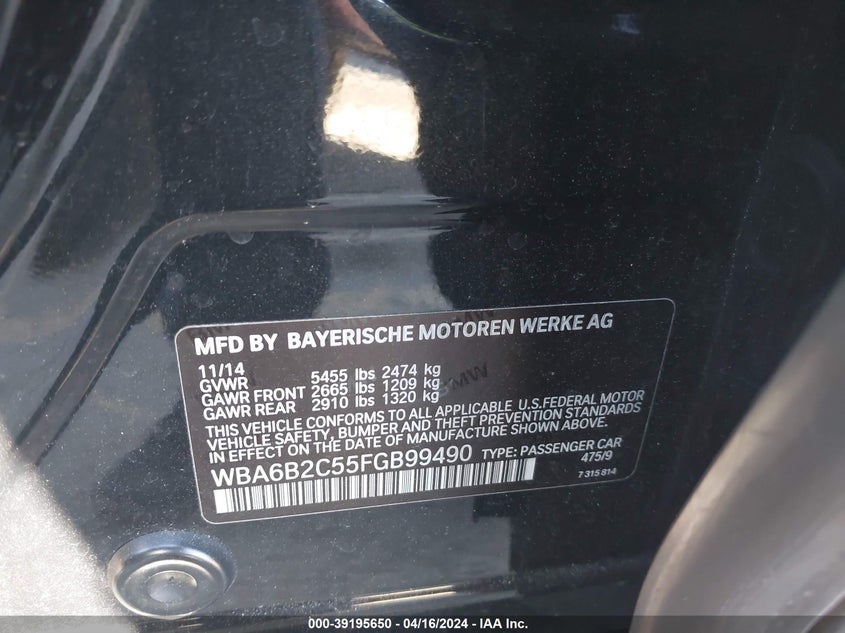 MFD BY BAYERISCHE MOTOREN WERKE AG
11/14
GVWR 5455 lbs 2474 kg
GAWR FRONT 2665 lbs 1209 kg
GAWR REAR 2910 lbs 1320 kg
THIS VEHICLE CONFORMS TO ALL APPLICABLE U.S.FEDERAL MOTOR
VEHICLE SAFETY, BUMPER AND THEFT PREVENTION STANDARDS
IN EFFECT ON THE DATE OF MANUFACTURE SHOWN ABOVE.
WBA6B2C55FGB99490 TYPE: PASSENGER CAR
475/9
7 315 814
000-39195650 - 04/16/2024 - IAA Inc.